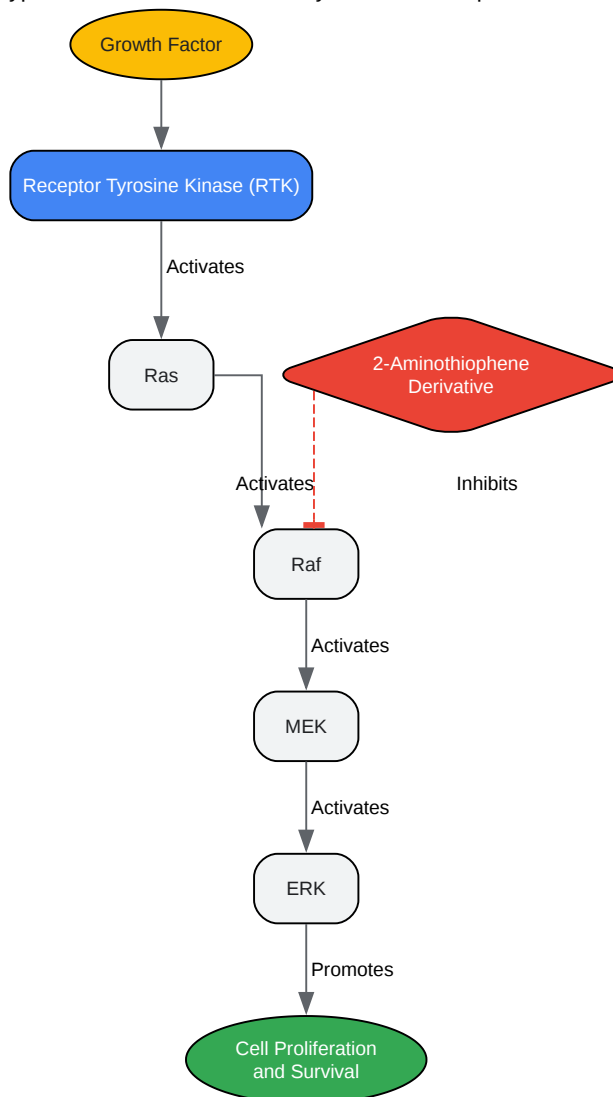 Growth Factor
Receptor Tyrosine Kinase (RTK)
Activates
Ras
2-Aminothiophene
Derivative
Activates
Inhibits
Raf
Activates
MEK
Activates
ERK
Promotes
Cell Proliferation
and Survival